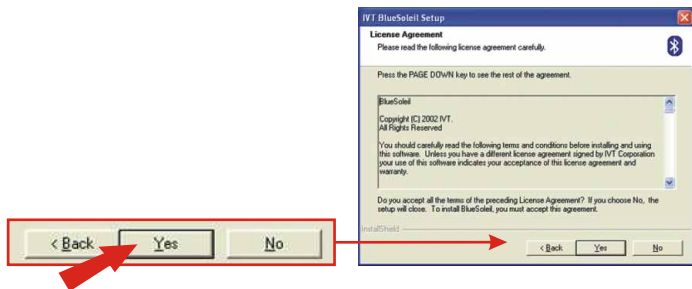 IVT BlueSoleil Setup
License Agreement
Please read the following license agreement carefully.
Press the PAGE DOWN key to see the rest of the agreement.
BlueSoleil
Copyright (C) 2002 IVT.
All Rights Reserved
You should carefully read the following terms and conditions before installing and using
this software. Unless you have a different license agreement signed by IVT Corporation
your use of this software indicates your acceptance of this license agreement and
warranty.
Do you accept all the terms of the preceding License Agreement? If you choose No, the
setup will close. To install BlueSoleil, you must accept this agreement.
InstallShield
< Back Yes No
< Back Yes No